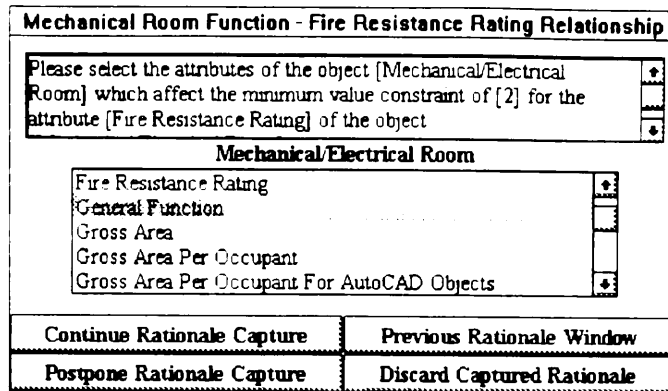 Mechanical Room Function - Fire Resistance Rating Relationship
Please select the attributes of the object [Mechanical/Electrical
Room] which affect the minimum value constraint of [2] for the
attribute [Fire Resistance Rating] of the object
Mechanical/Electrical Room
Fire Resistance Rating
General Function
Gross Area
Gross Area Per Occupant
Gross Area Per Occupant For AutoCAD Objects
Continue Rationale Capture
Previous Rationale Window
Postpone Rationale Capture
Discard Captured Rationale